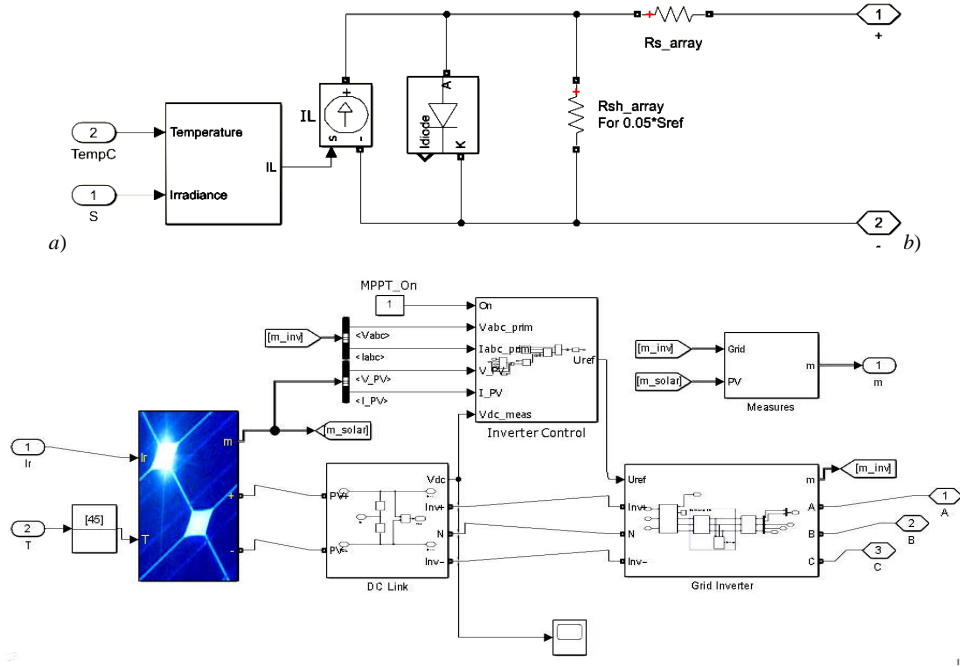 1
+
Rs_array
+
A
+
Rsh_array
For 0.05*Sref
IL
Idiode
K
s
-
2
TempC
Temperature
IL
1
S
Irradiance
2
-
a)
b)
MPPT_On
1
On
[m_inv]
<Vabc>
Vabc_prim
<Iabc>
Iabc_prim
Uref
<V_PV>
V_PV
<I_PV>
I_PV
Vdc_meas
Inverter Control
[m_inv]
Grid
[m_solar]
PV
m
1
m
Measures
1
Ir
Ir
m
[m_solar]
+
2
T
[45]
T
-
PV+
PV-
Vdc
Inv+
N
Inv-
DC Link
Uref
Inv+
N
Inv-
m
A
B
C
Grid Inverter
[m_inv]
1
A
2
B
3
C